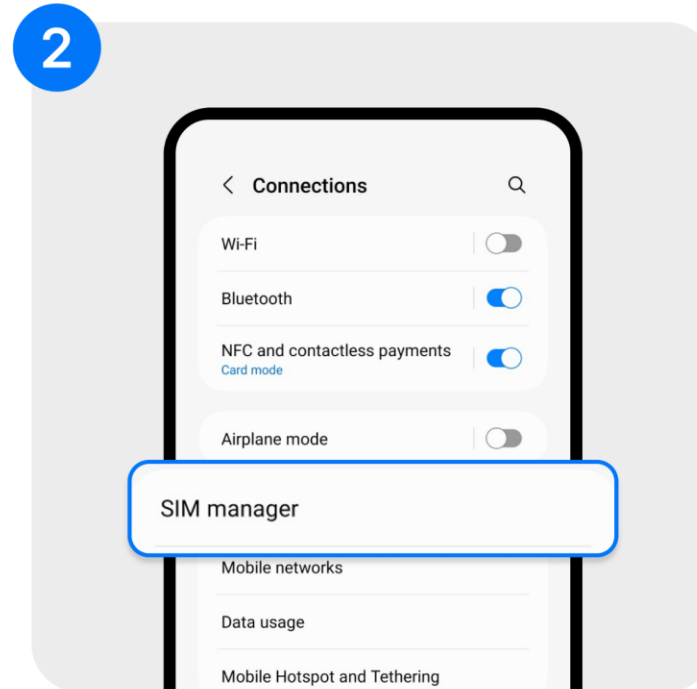 2
Connections
Wi-Fi
Bluetooth
NFC and contactless payments
Card mode
Airplane mode
SIM manager
Mobile networks
Data usage
Mobile Hotspot and Tethering